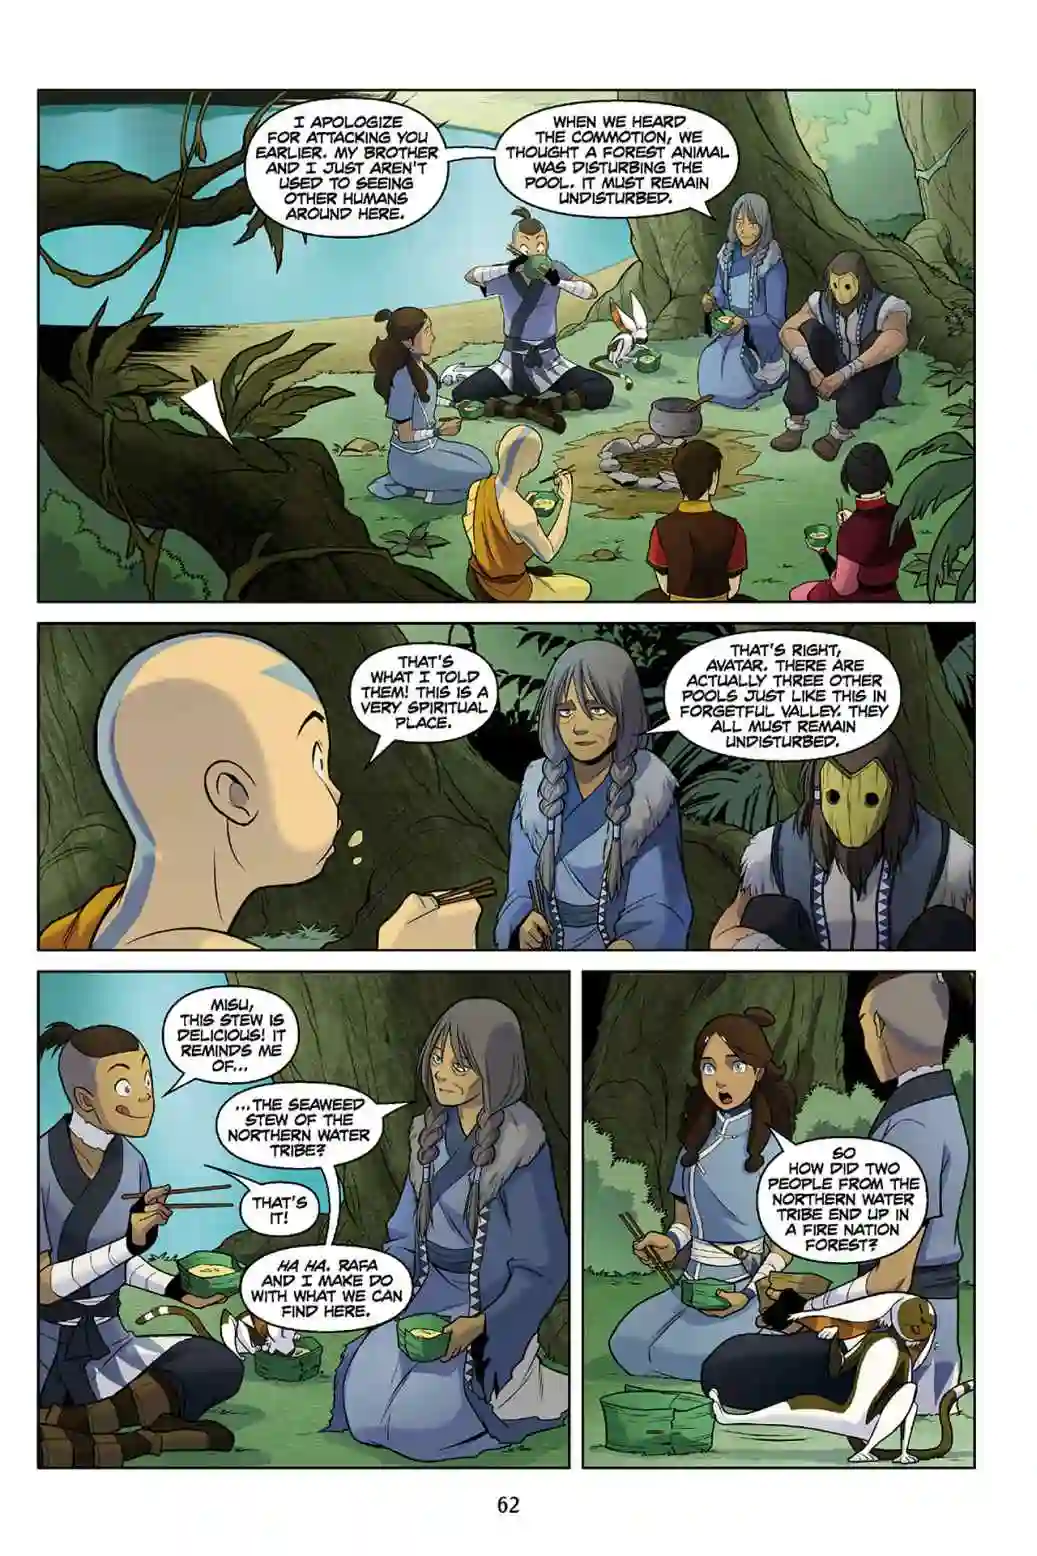 I APOLOGIZE
FOR ATTACKING YOU
EARLIER. MY BROTHER
AND I JUST AREN'T
USED TO SEEING
OTHER HUMANS
AROUND HERE.
WHEN WE HEARD
THE COMMOTION, WE
THOUGHT A FOREST ANIMAL
WAS DISTURBING THE
POOL. IT MUST REMAIN
UNDISTURBED.
THAT'S
WHAT I TOLD
THEM! THIS IS A
VERY SPIRITUAL
PLACE.
THAT'S RIGHT,
AVATAR. THERE ARE
ACTUALLY THREE OTHER
POOLS JUST LIKE THIS IN
FORGETFUL VALLEY. THEY
ALL MUST REMAIN
UNDISTURBED.
MISU,
THIS STEW IS
DELICIOUS! IT
REMINDS ME
OF...
...THE SEAWEED
STEW OF THE
NORTHERN WATER
TRIBE?
THAT'S
IT!
HA HA. RAFA
AND I MAKE DO
WITH WHAT WE CAN
FIND HERE.
SO
HOW DID TWO
PEOPLE FROM THE
NORTHERN WATER
TRIBE END UP IN
A FIRE NATION
FOREST?
62